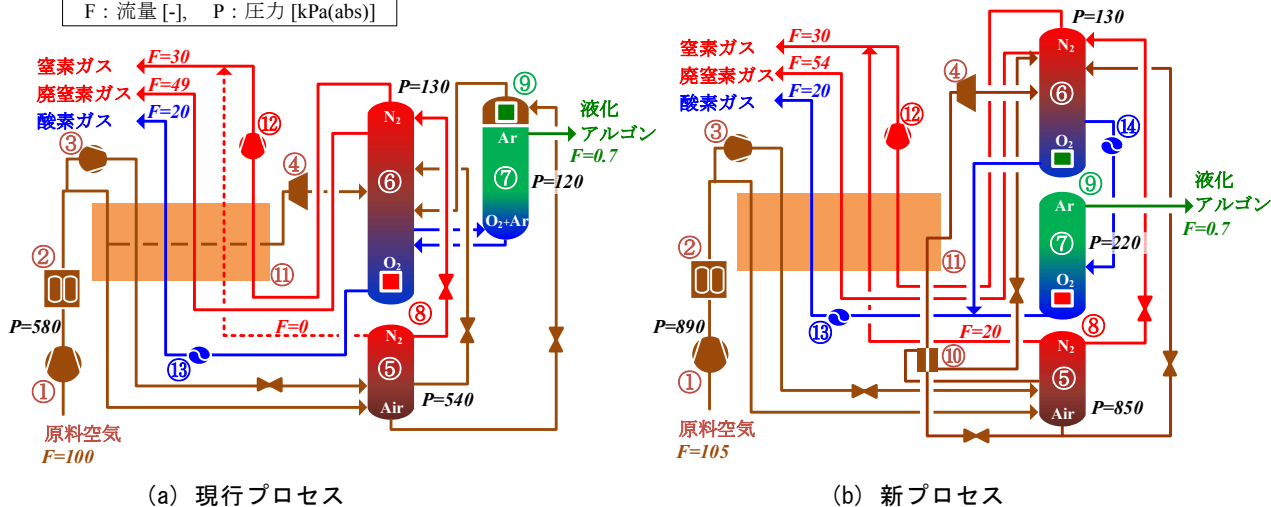 F：流量 [-],　P：圧力 [kPa(abs)]
窒素ガス
F=30
廃窒素ガス
F=49
酸素ガス
F=20
③
②
P=580
①
原料空気
F=100
⑪
④
⑫
P=130
N₂
⑥
O₂
⑧
F=0
⑬
N₂
⑤
Air
P=540
⑨
Ar
⑦
O₂+Ar
P=120
液化
アルゴン
F=0.7
(a) 現行プロセス
窒素ガス
F=30
廃窒素ガス
F=54
酸素ガス
F=20
③
②
P=890
①
原料空気
F=105
⑪
④
⑫
P=130
N₂
⑥
O₂
⑭
⑨
Ar
⑦
O₂
P=220
液化
アルゴン
F=0.7
⑬
F=20
⑩
⑧
N₂
⑤
Air
P=850
(b) 新プロセス